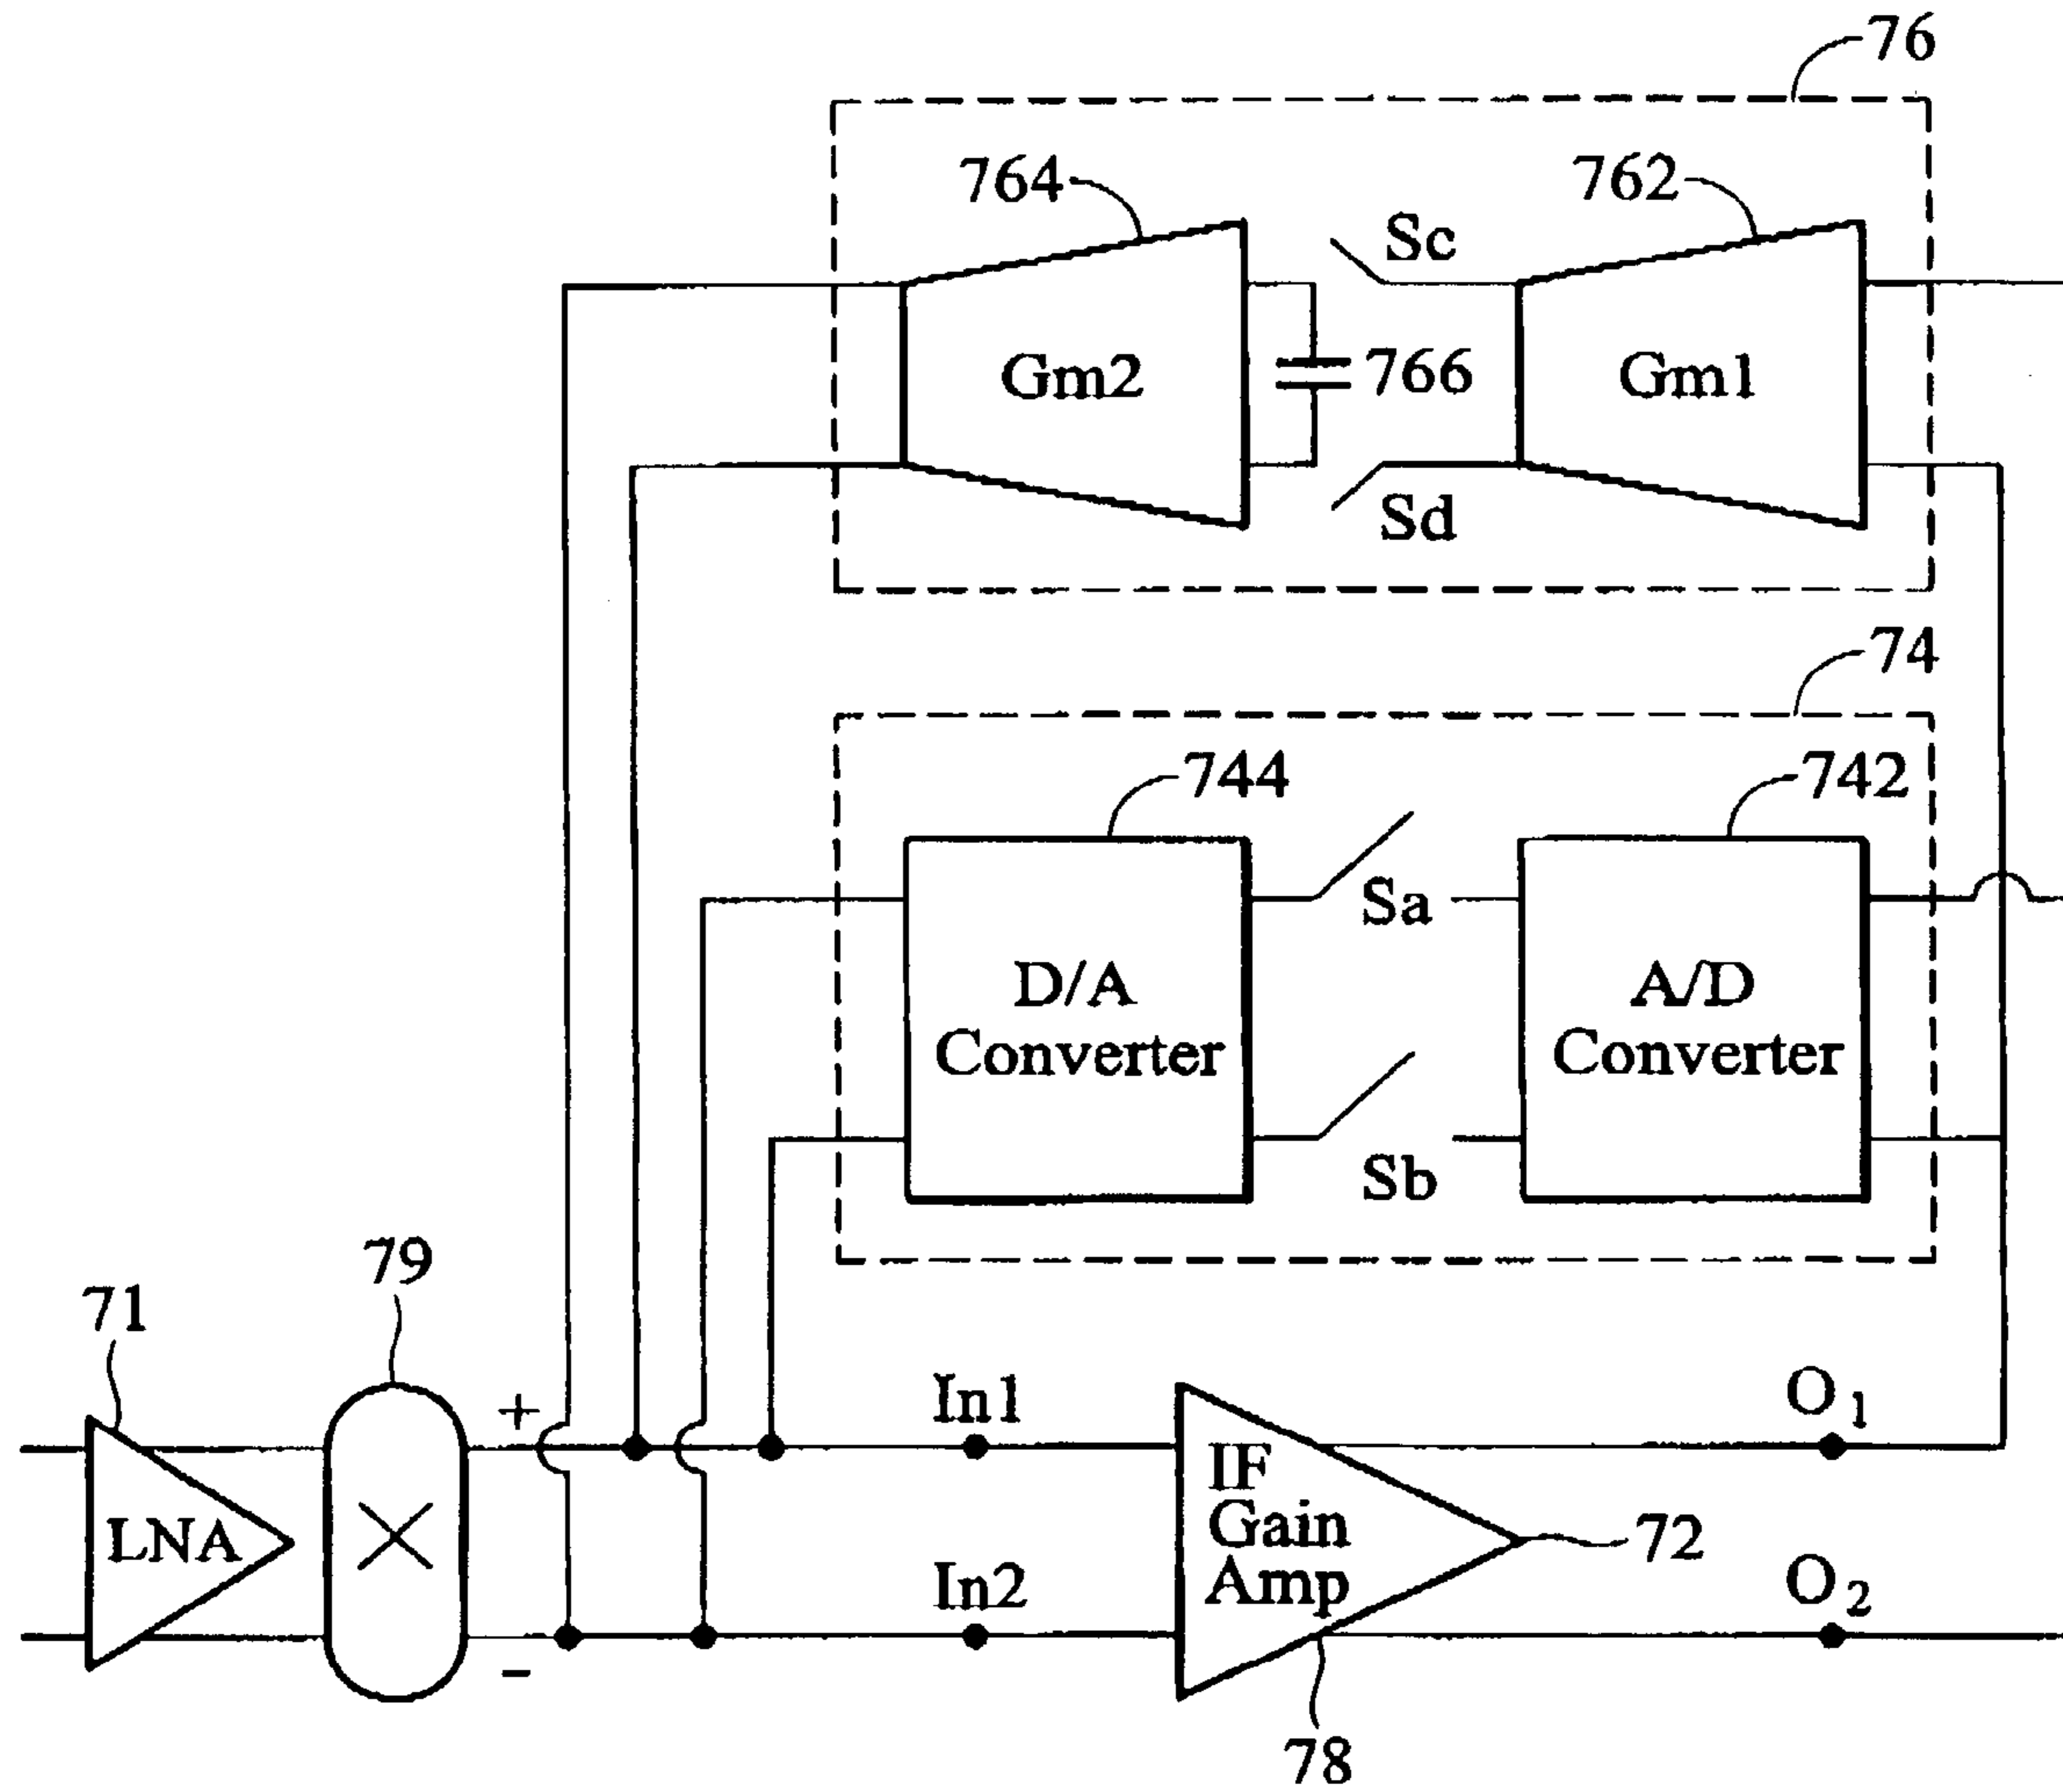 76
764
762
Sc
Gm2
766
Gm1
Sd
74
744
742
Sa
D/A
Converter
A/D
Converter
Sb
79
71
+
In1
O1
LNA
×
IF
Gain
Amp
72
In2
O2
−
78